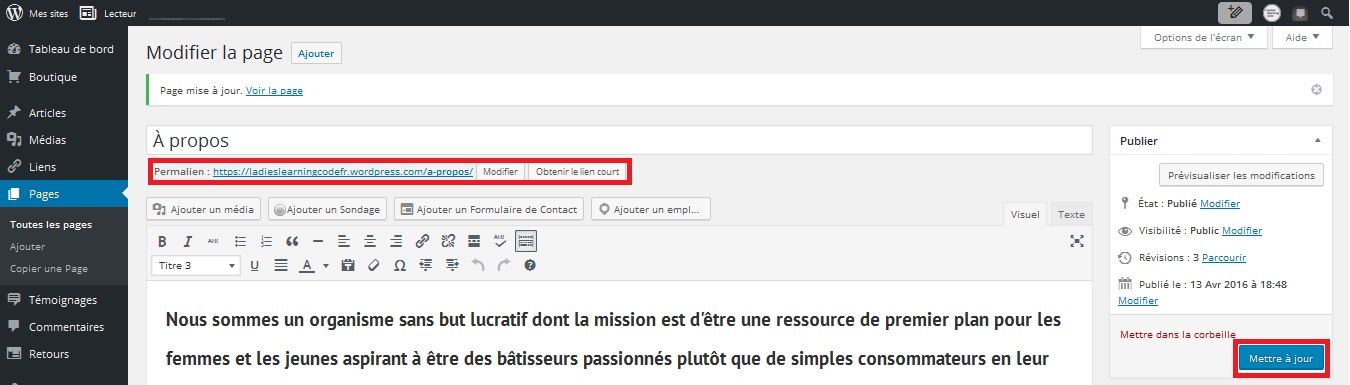 Mes sites Lecteur
Options de l'écran Aide
Modifier la page Ajouter
Tableau de bord
Boutique
Articles
Médias
Liens
Pages
Toutes les pages
Ajouter
Copier une Page
Témoignages
Commentaires
Retours
Page mise à jour. Voir la page
À propos
Permalien : https://ladieslearningcodefr.wordpress.com/a-propos/ Modifier Obtenir le lien court
Ajouter un média Ajouter un Sondage Ajouter un Formulaire de Contact Ajouter un empl...
Visuel Texte
B I ABC ABC
Titre 3 U A Ω
Nous sommes un organisme sans but lucratif dont la mission est d'être une ressource de premier plan pour les
femmes et les jeunes aspirant à être des bâtisseurs passionnés plutôt que de simples consommateurs en leur
Publier
Prévisualiser les modifications
État : Publié Modifier
Visibilité : Public Modifier
Révisions : 3 Parcourir
Publié le : 13 Avr 2016 à 18:48
Modifier
Mettre dans la corbeille
Mettre à jour